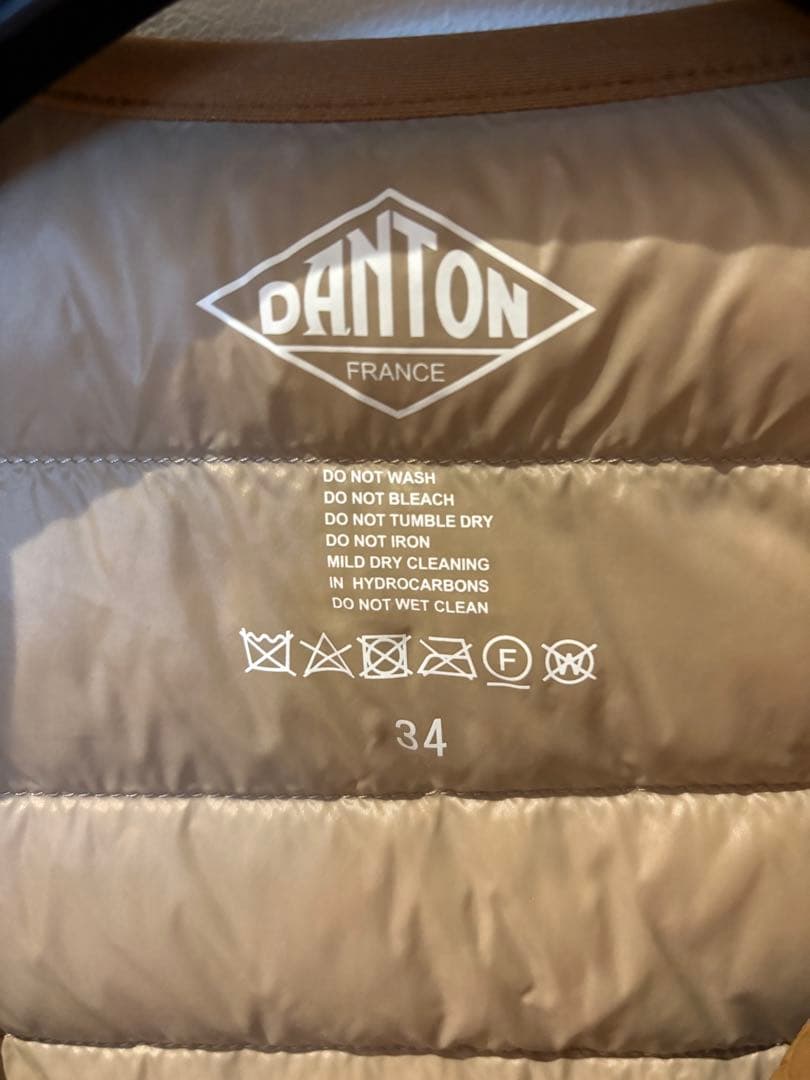 DANTON
FRANCE
DO NOT WASH
DO NOT BLEACH
DO NOT TUMBLE DRY
DO NOT IRON
MILD DRY CLEANING
IN HYDROCARBONS
DO NOT WET CLEAN
F W
34